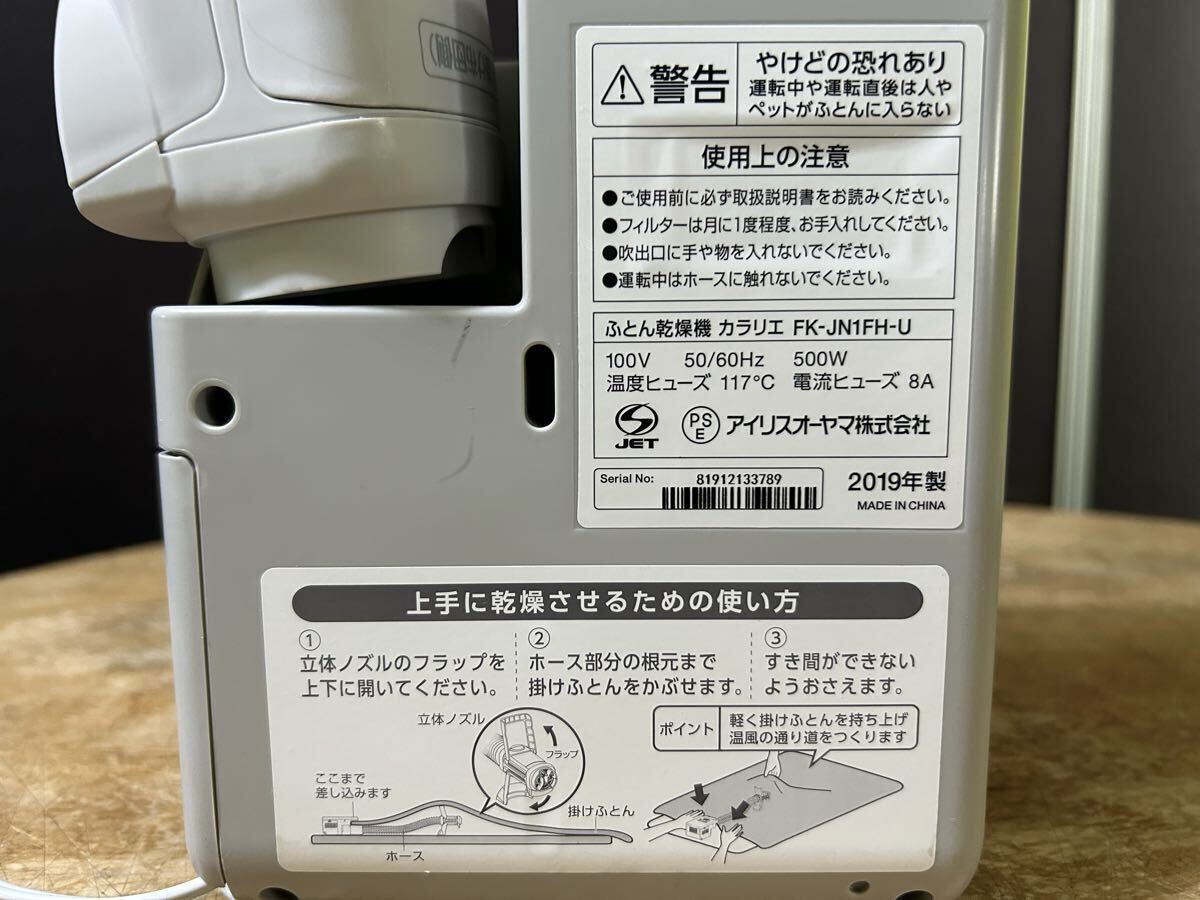 警告
やけどの恐れあり
運転中や運転直後は人や
ペットがふとんに入らない
使用上の注意
●ご使用前に必ず取扱説明書をお読みください。
●フィルターは月に1度程度、お手入れしてください。
●吹出口に手や物を入れないでください。
●運転中はホースに触れないでください。
ふとん乾燥機 カラリエ FK-JN1FH-U
100V 50/60Hz 500W
温度ヒューズ 117℃ 電流ヒューズ 8A
JET PSE アイリスオーヤマ株式会社
Serial No: 81912133789
2019年製
MADE IN CHINA
上手に乾燥させるための使い方
①
立体ノズルのフラップを
上下に開いてください。
②
ホース部分の根元まで
掛けふとんをかぶせます。
③
すき間ができない
ようおさえます。
立体ノズル
フラップ
ここまで
差し込みます
掛けふとん
ホース
ポイント
軽く掛けふとんを持ち上げ
温風の通り道をつくります